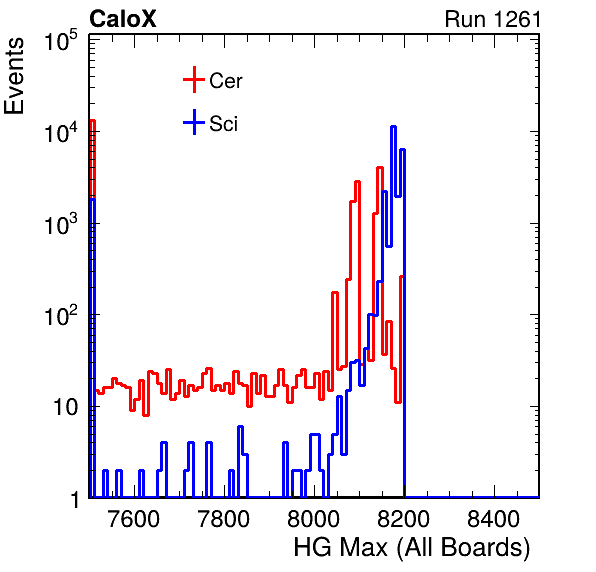 CaloX Run 1261
Events
Cer
Sci
10^5
10^4
10^3
10^2
10
1
7600 7800 8000 8200 8400
HG Max (All Boards)